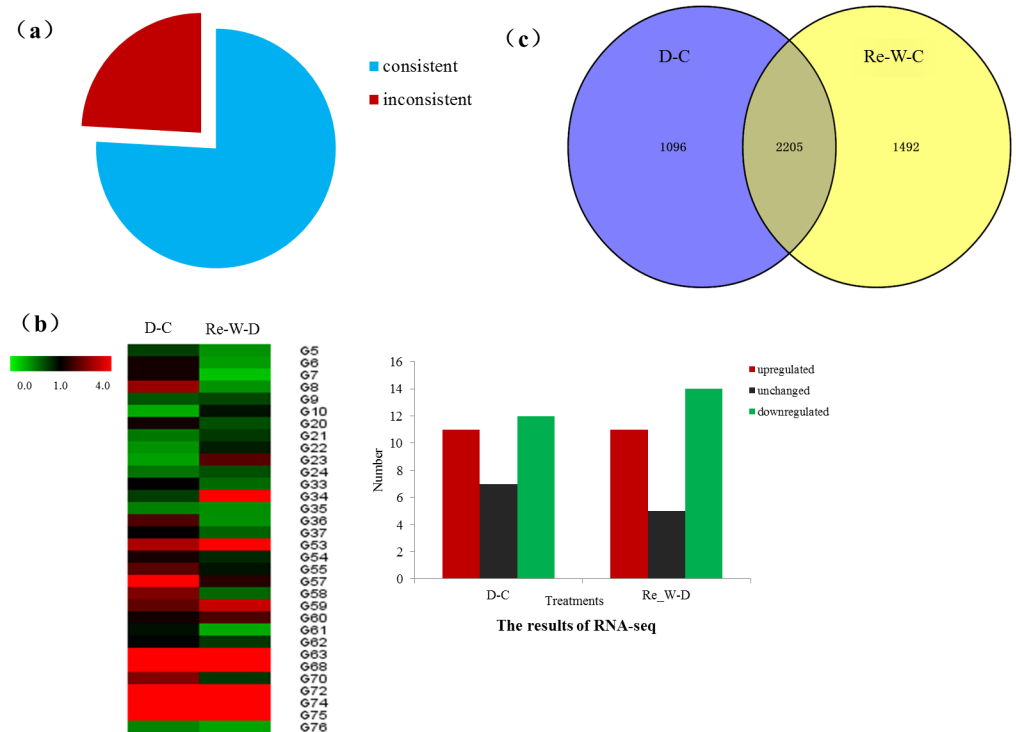 （a）
consistent
inconsistent
（c）
D-C
Re-W-C
1096
2205
1492
（b）
D-C
Re-W-D
0.0
1.0
4.0
G5
G6
G7
G8
G9
G10
G20
G21
G22
G23
G24
G33
G34
G35
G36
G37
G53
G54
G55
G57
G58
G59
G60
G61
G62
G63
G68
G70
G72
G74
G75
G76
16
14
12
10
8
6
4
2
0
Number
D-C
Treatments
Re_W-D
upregulated
unchanged
downregulated
The results of RNA-seq